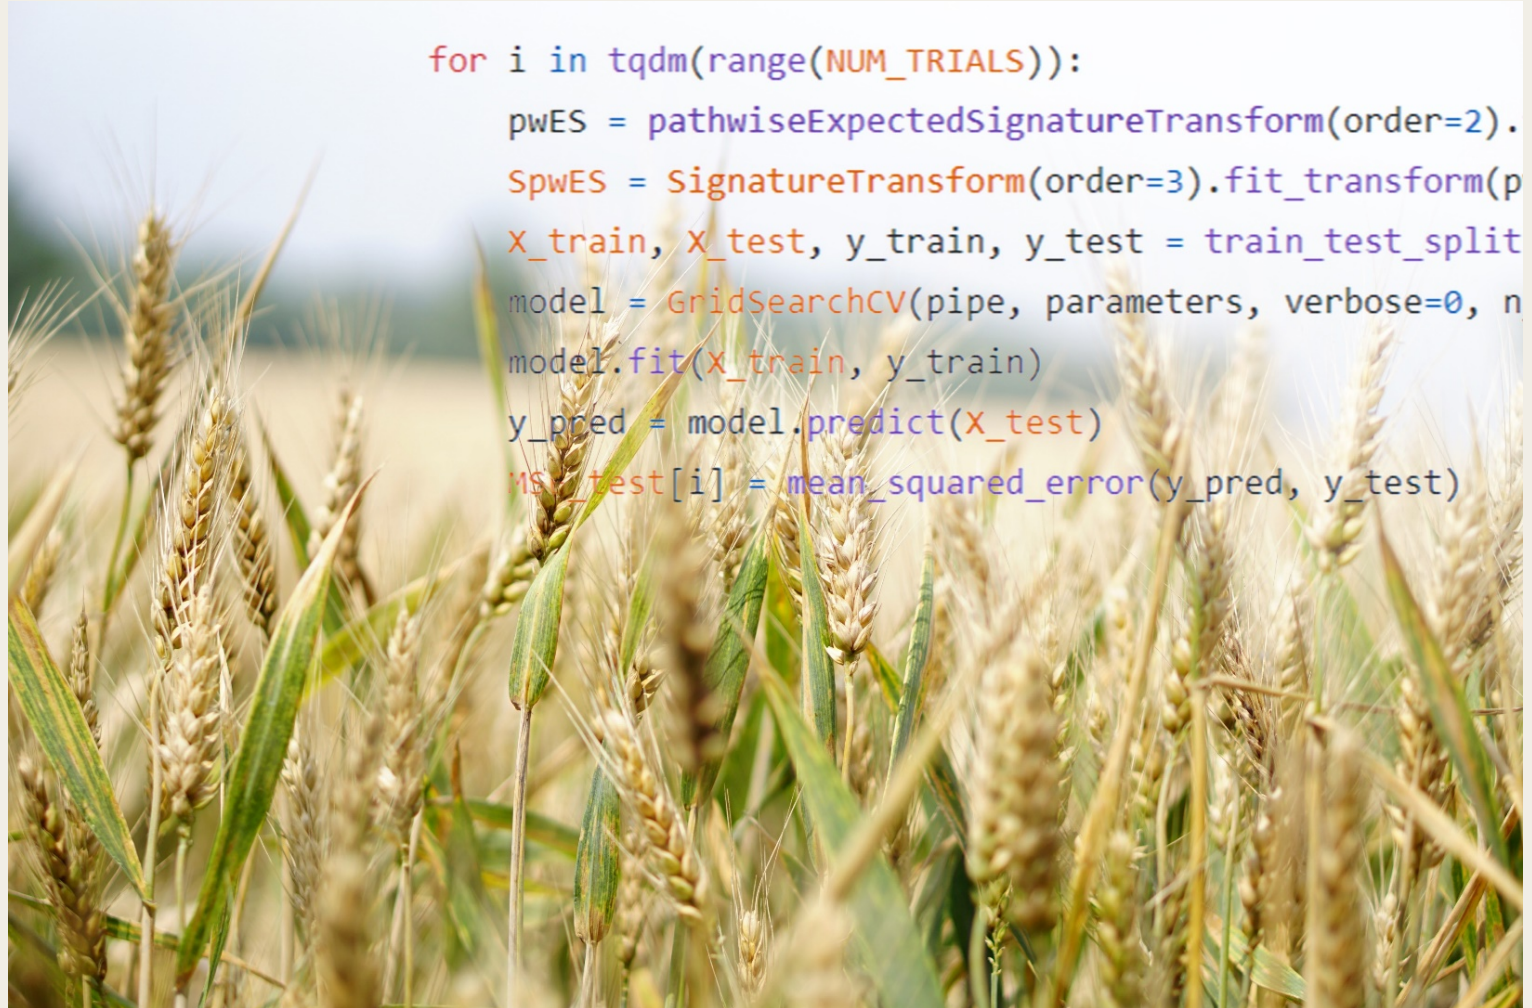 for i in tqdm(range(NUM_TRIALS)):
pwES = pathwiseExpectedSignatureTransform(order=2).
SpwES = SignatureTransform(order=3).fit_transform(p
X_train, X_test, y_train, y_test = train_test_split
model = GridSearchCV(pipe, parameters, verbose=0, n_
model.fit(X_train, y_train)
y_pred = model.predict(X_test)
MSE_test[i] = mean_squared_error(y_pred, y_test)